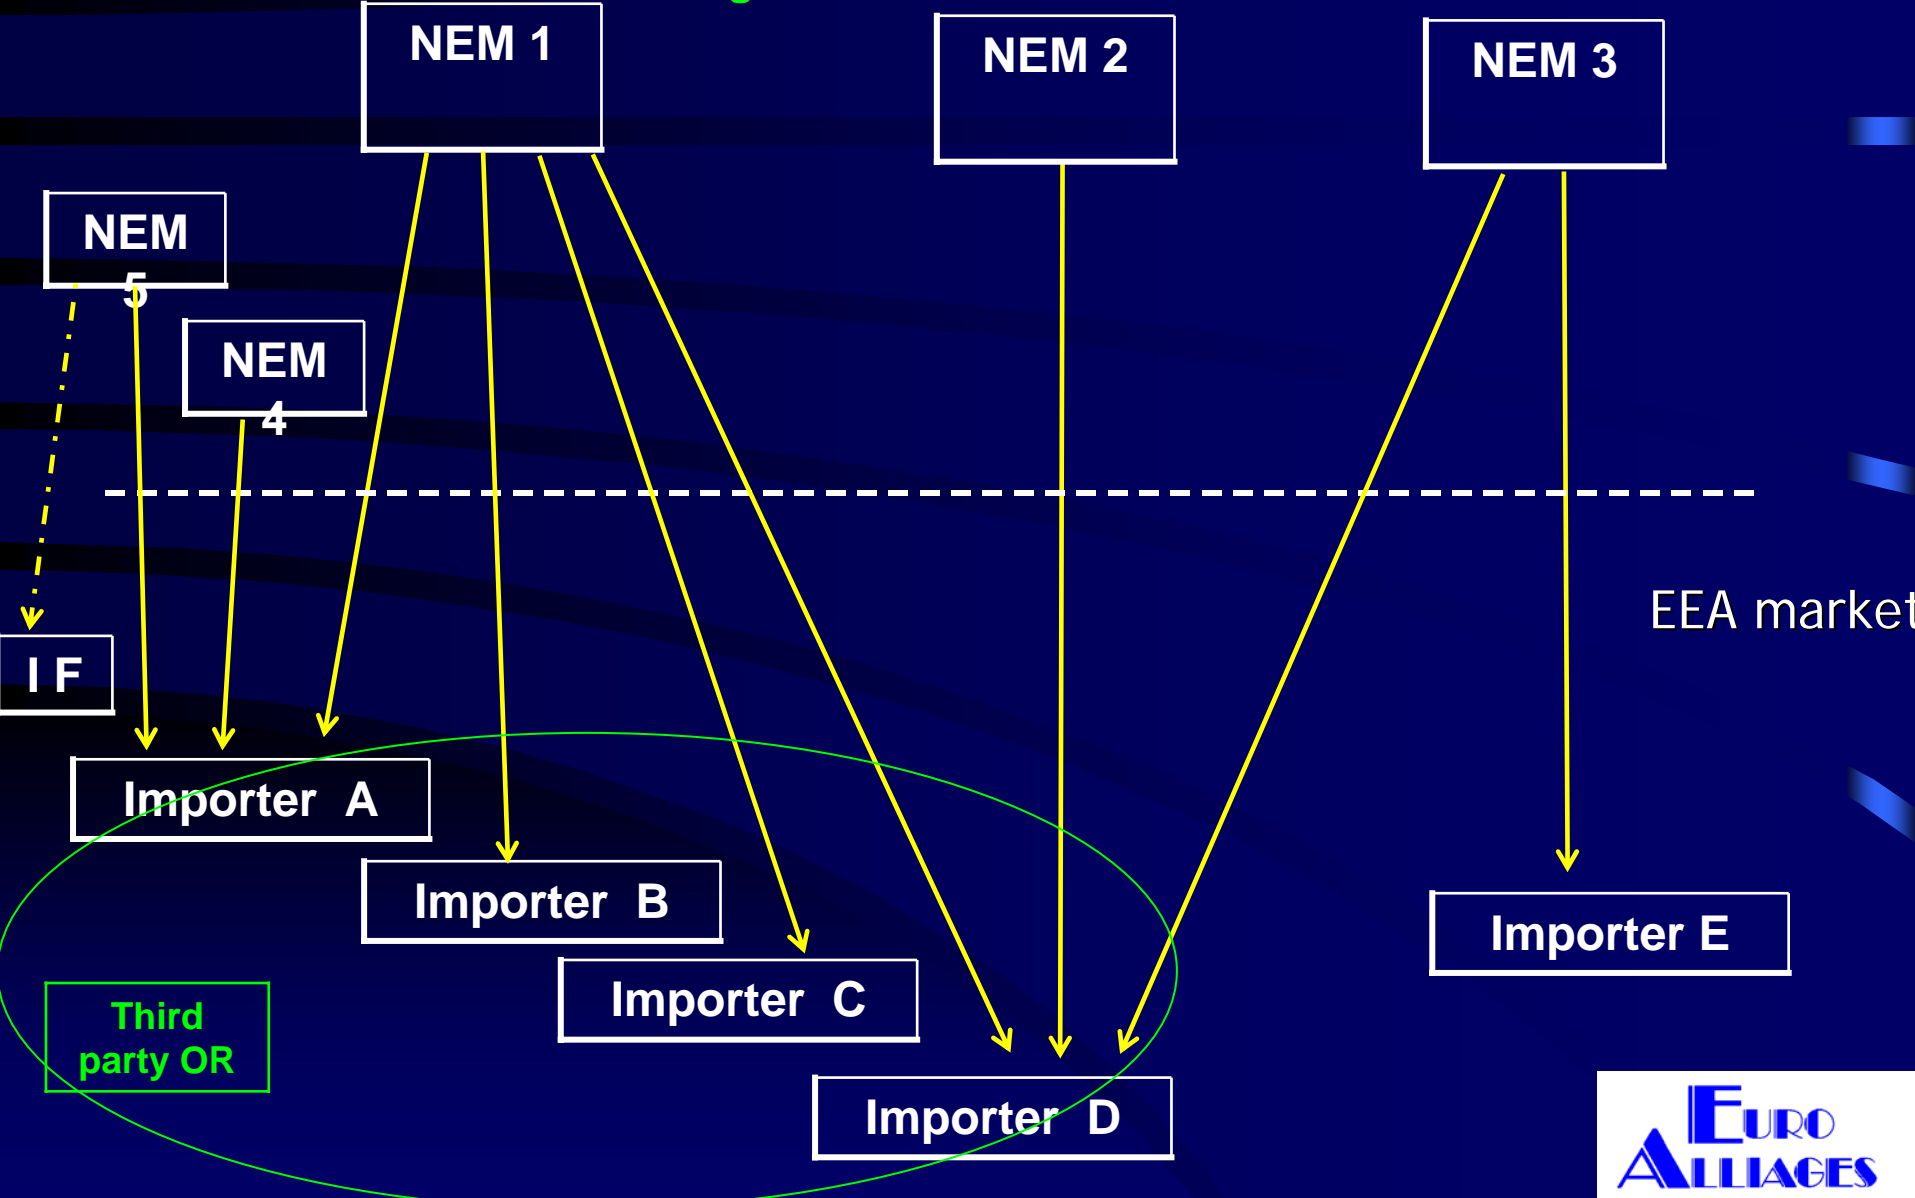 NEM 1
NEM 2
NEM 3
NEM
5
NEM
4
EEA market
I F
Importer A
Importer B
Importer E
Importer C
Third
party OR
Importer D
EURO
ALLIAGES